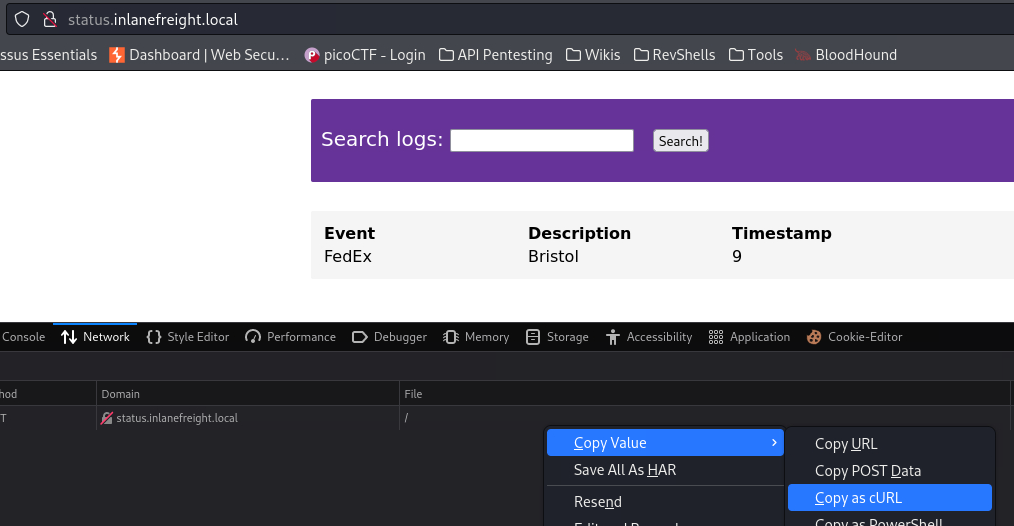 status.inlanefreight.local
ssus Essentials Dashboard | Web Secu... picoCTF - Login API Pentesting Wikis RevShells Tools BloodHound
Search logs: Search!
Event Description Timestamp
FedEx Bristol 9
Console Network Style Editor Performance Debugger Memory Storage Accessibility Application Cookie-Editor
hod Domain File
T status.inlanefreight.local /
Copy Value Copy URL
Save All As HAR Copy POST Data
Resend Copy as cURL
Copy as PowerShell